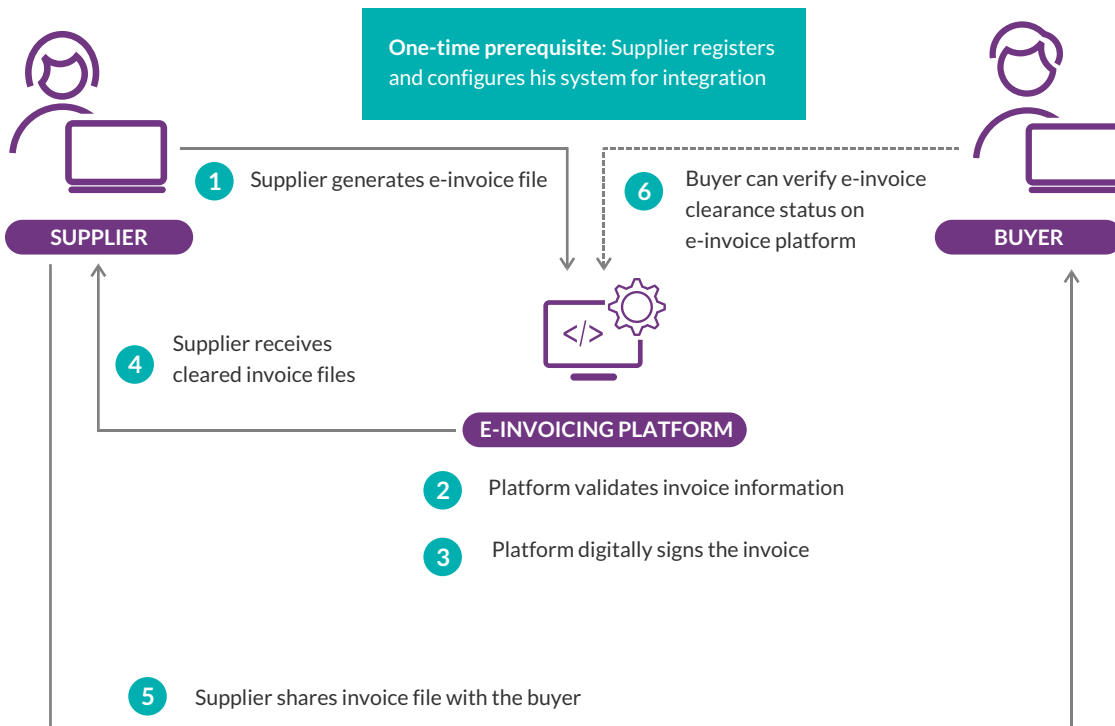 One-time prerequisite: Supplier registers
and configures his system for integration
1 Supplier generates e-invoice file
6 Buyer can verify e-invoice
clearance status on
e-invoice platform
SUPPLIER
BUYER
</>
4 Supplier receives
cleared invoice files
E-INVOICING PLATFORM
2 Platform validates invoice information
3 Platform digitally signs the invoice
5 Supplier shares invoice file with the buyer